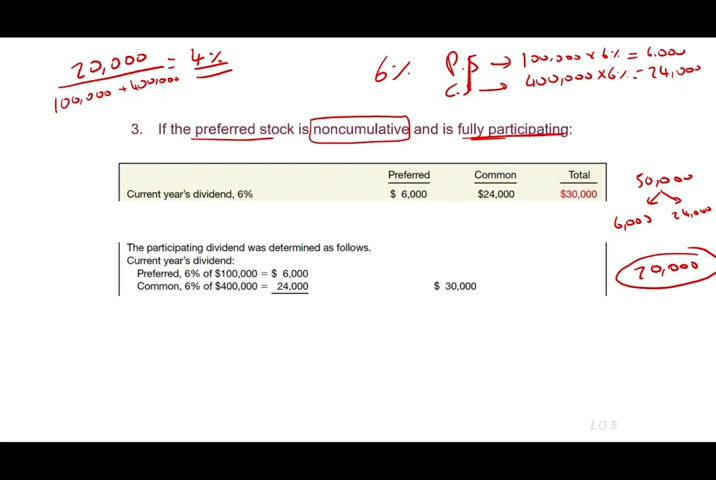 20,000 = 4%
100,000 + 400,000
6%
P.S → 100,000 × 6% = 6,000
C.S → 400,000 × 6% = 24,000
3. If the preferred stock is noncumulative and is fully participating:
Preferred Common Total
Current year's dividend, 6% $ 6,000 $24,000 $30,000
50,000
6,000 24,000
20,000
The participating dividend was determined as follows.
Current year's dividend:
Preferred, 6% of $100,000 = $ 6,000
Common, 6% of $400,000 = 24,000 $ 30,000
LO 5